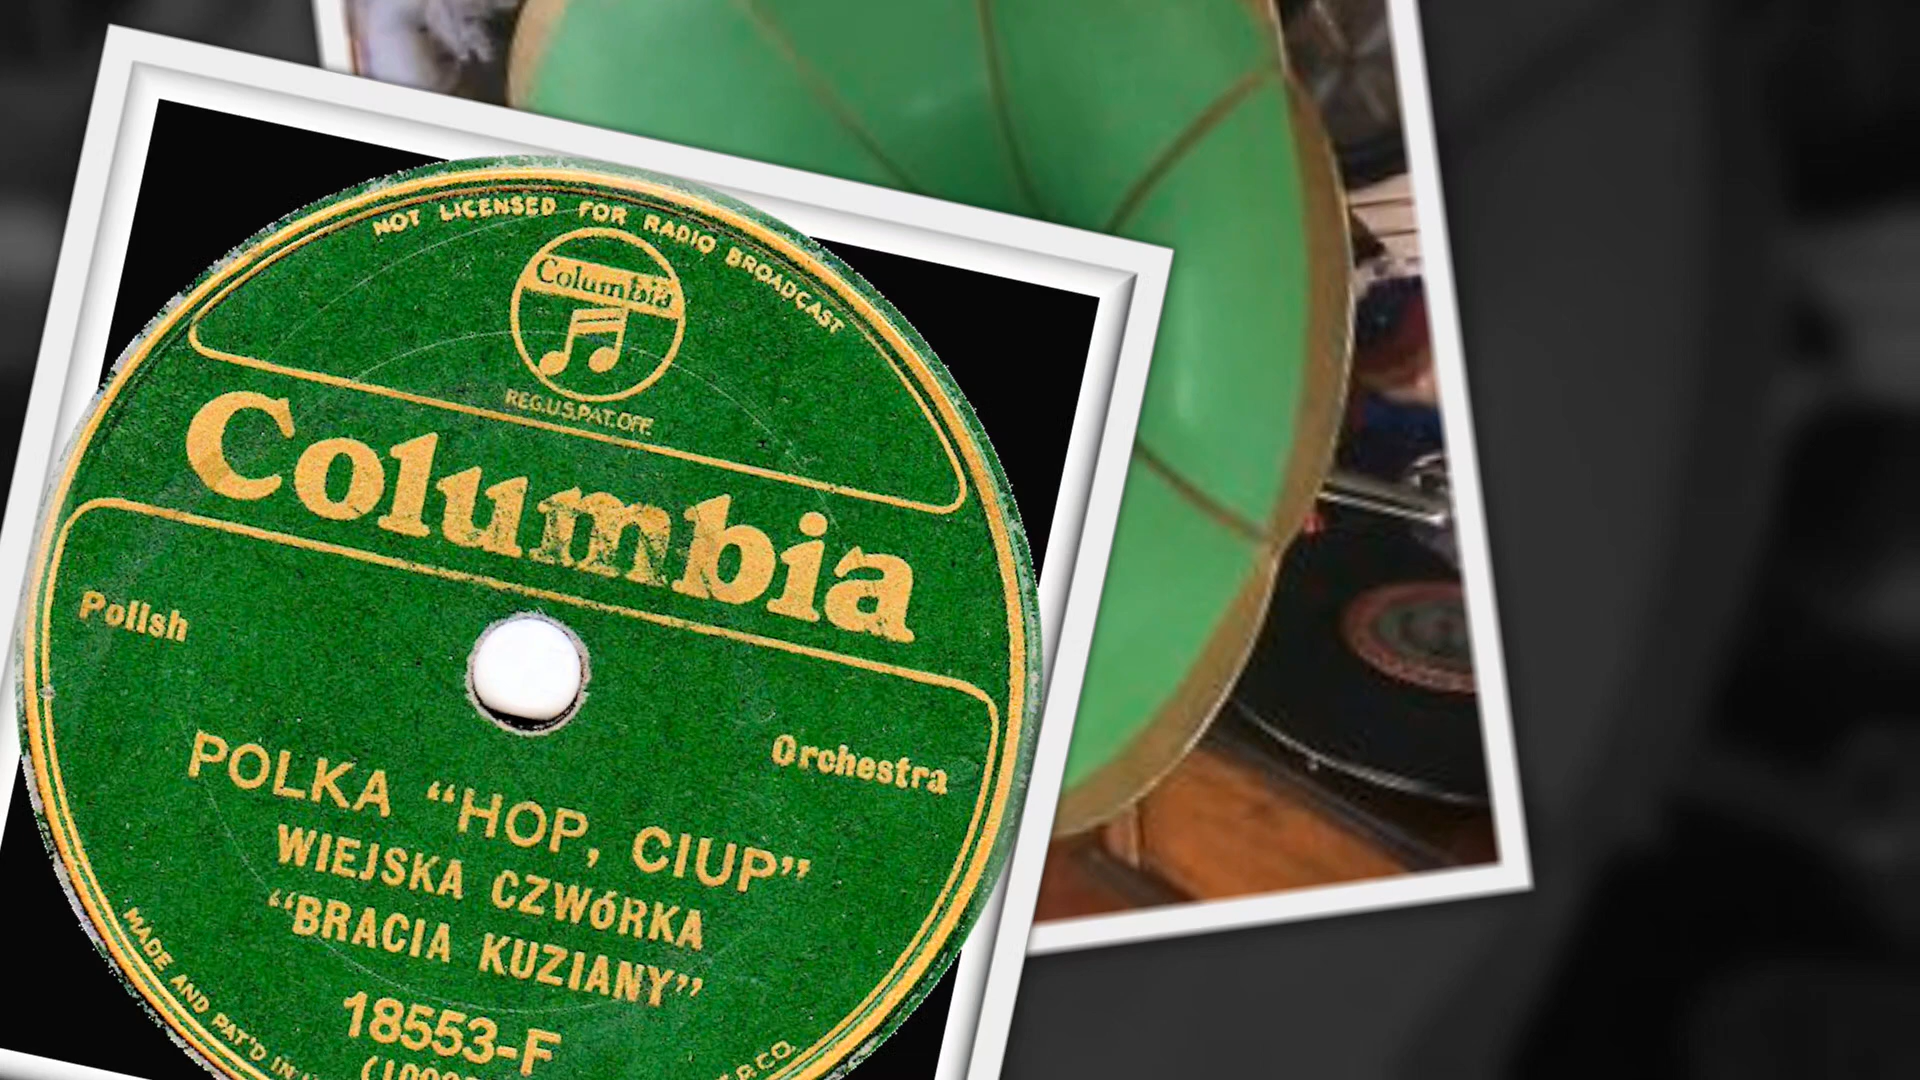 NOT LICENSED FOR RADIO BROADCAST
Columbia
REG.U.S.PAT.OFF.
Columbia
Polish
Orchestra
POLKA “HOP, CIUP”
WIEJSKA CZWÓRKA
“BRACIA KUZIANY”
18553-F
MADE AND PAT'D IN
CO.